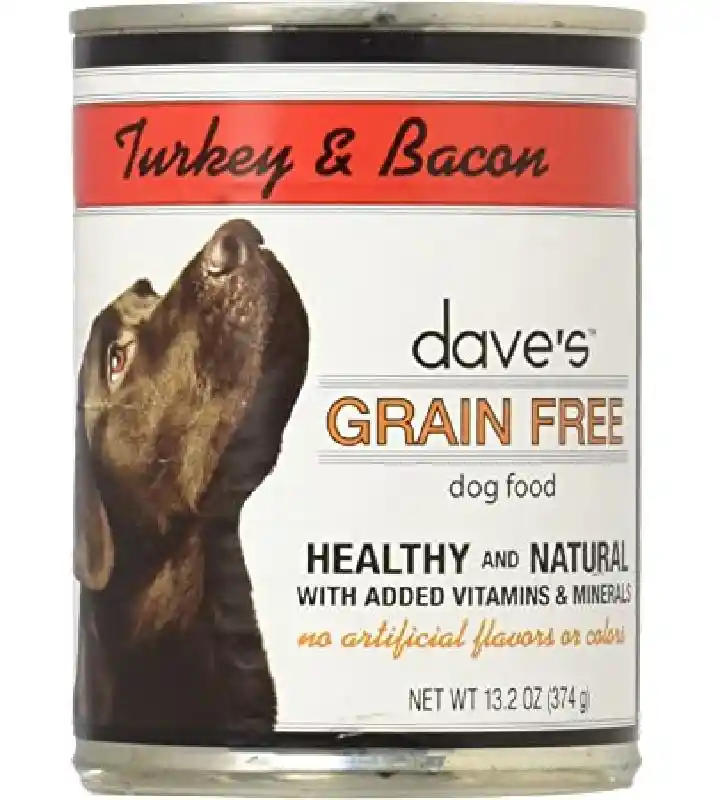 Turkey & Bacon
dave's™
GRAIN FREE
dog food
HEALTHY AND NATURAL
WITH ADDED VITAMINS & MINERALS
no artificial flavors or colors
NET WT 13.2 OZ (374 g)